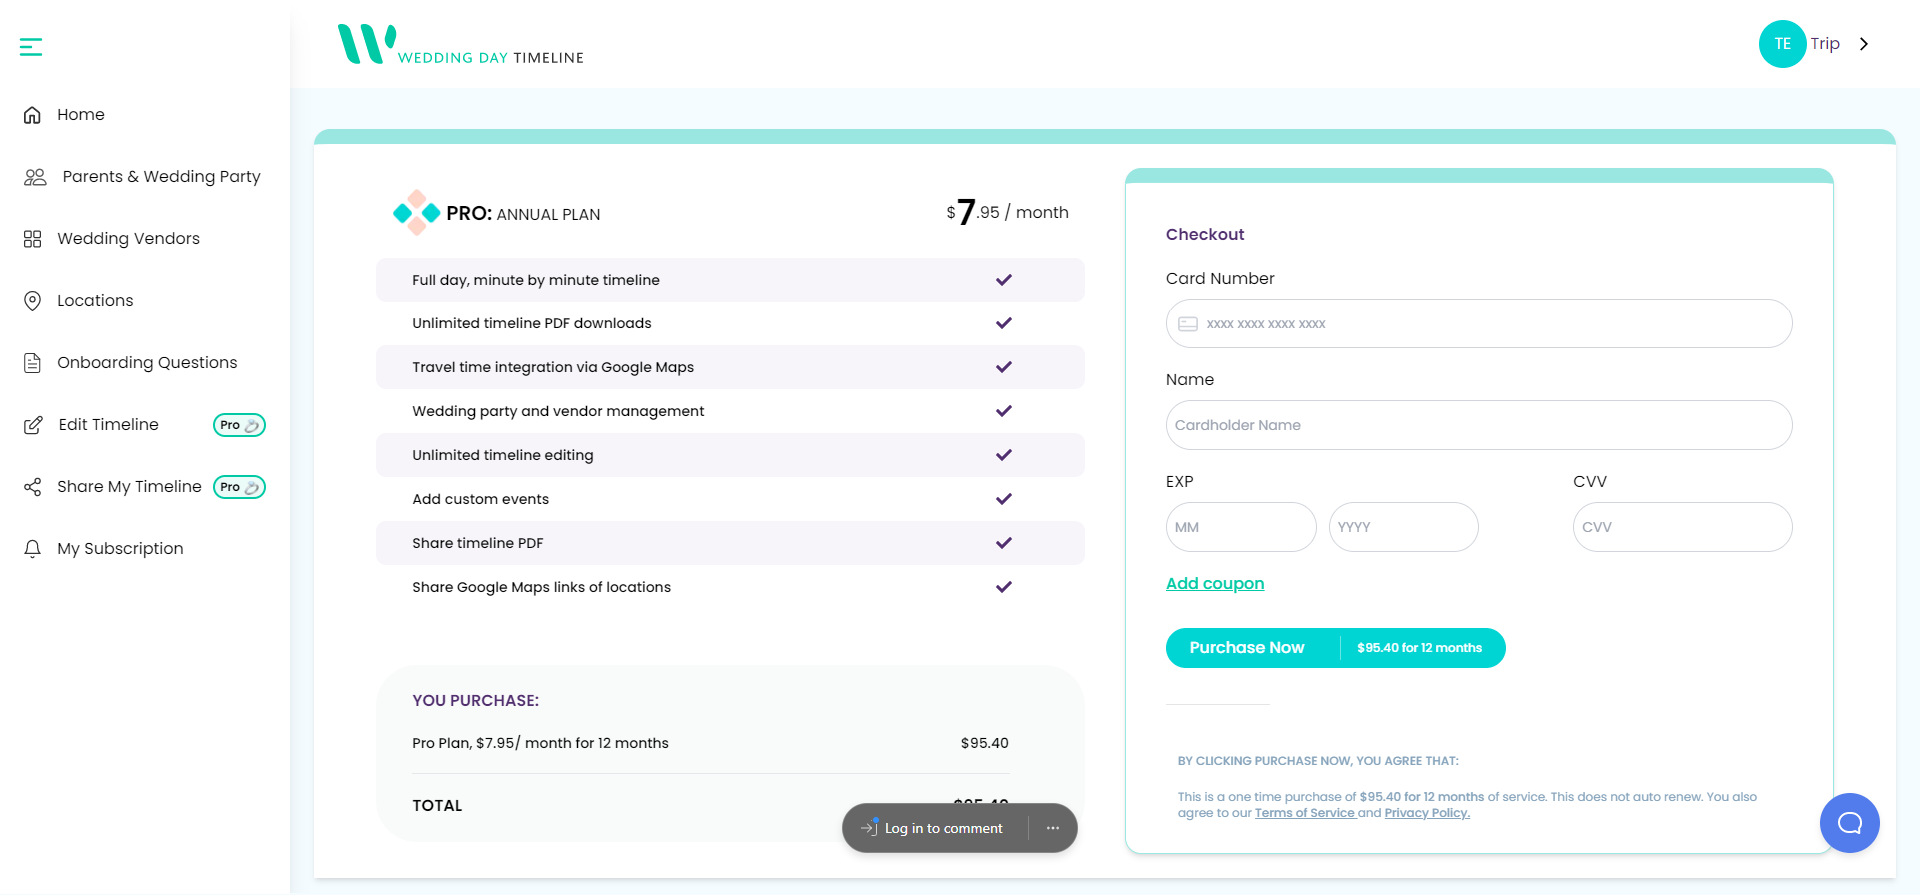 WEDDING DAY TIMELINE
TE Trip
Home
Parents & Wedding Party
Wedding Vendors
Locations
Onboarding Questions
Edit Timeline Pro
Share My Timeline Pro
My Subscription
PRO: ANNUAL PLAN $7.95 / month
Full day, minute by minute timeline
Unlimited timeline PDF downloads
Travel time integration via Google Maps
Wedding party and vendor management
Unlimited timeline editing
Add custom events
Share timeline PDF
Share Google Maps links of locations
YOU PURCHASE:
Pro Plan, $7.95/ month for 12 months $95.40
TOTAL $95.40
Log in to comment
Checkout
Card Number
xxxx xxxx xxxx xxxx
Name
Cardholder Name
EXP CVV
MM YYYY CVV
Add coupon
Purchase Now $95.40 for 12 months
BY CLICKING PURCHASE NOW, YOU AGREE THAT:
This is a one time purchase of $95.40 for 12 months of service. This does not auto renew. You also
agree to our Terms of Service and Privacy Policy.